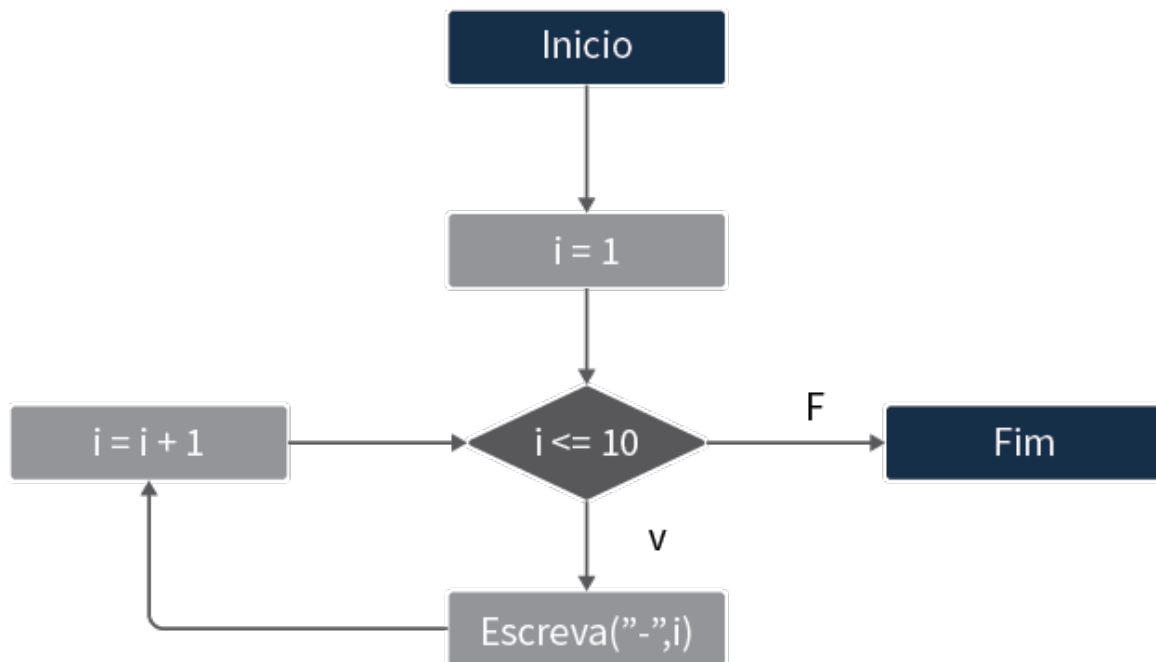 Inicio
i = 1
i <= 10
F
Fim
i = i + 1
v
Escreva(”-”,i)